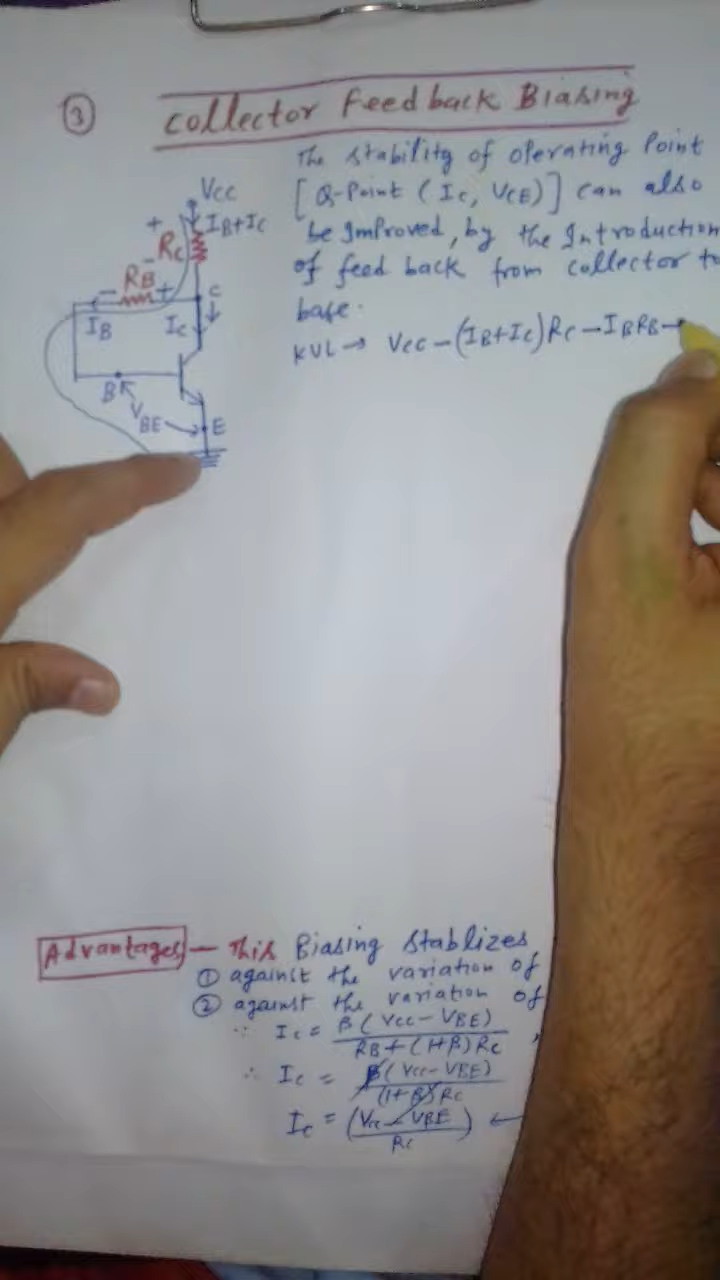 ③ Collector Feed back Biasing
The stability of operating Point
[Q-Point (IC, VCE)] can also
be Improved, by the Introduction
of feed back from collector to
base.
KVL → VCC - (IB+IC)RC - IBRB -
VCC
+
IB+IC
RC
-
RB
- +
C
IB
IC
B
VBE
E
Advantages - This Biasing stablizes
① against the variation of
② against the variation of
∵ IC = β(VCC - VBE) / RB + (1+β)RC
∴ IC = β(VCC - VBE) / (1+β)RC
IC = (VCC - VBE / RC) ←